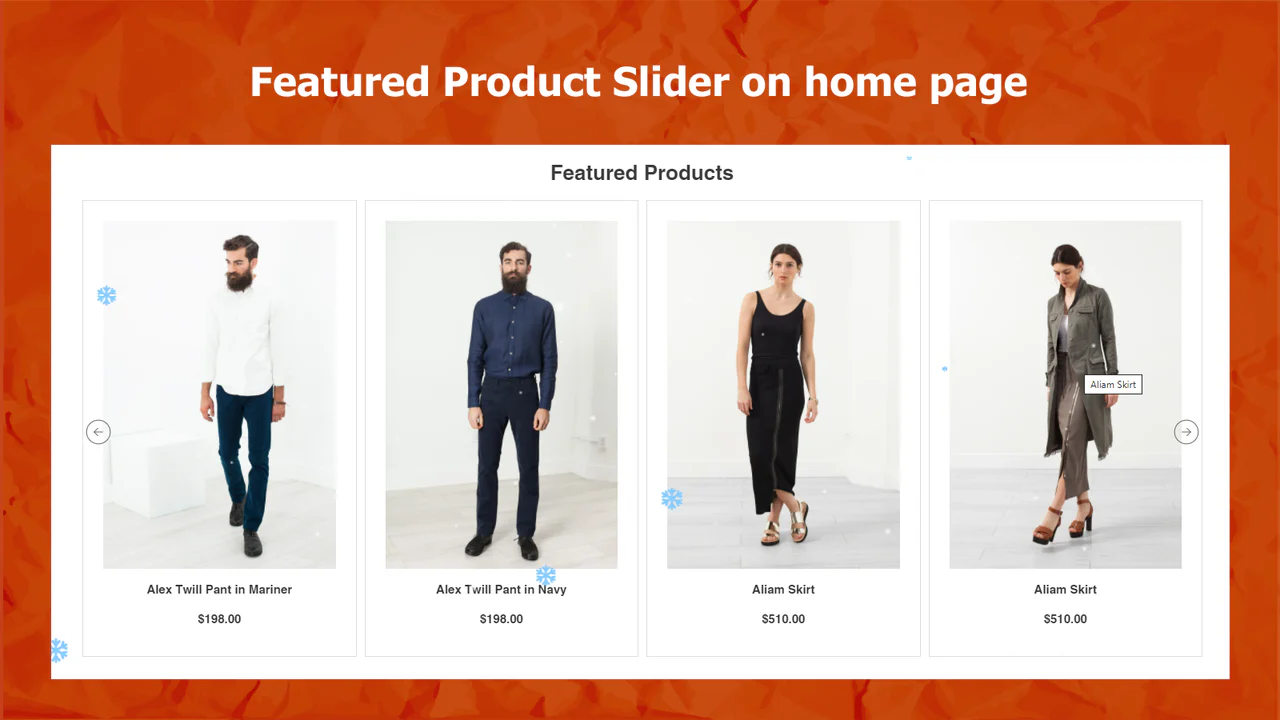 Featured Product Slider on home page
Featured Products
Alex Twill Pant in Mariner
$198.00
Alex Twill Pant in Navy
$198.00
Aliam Skirt
$510.00
Aliam Skirt
Aliam Skirt
$510.00